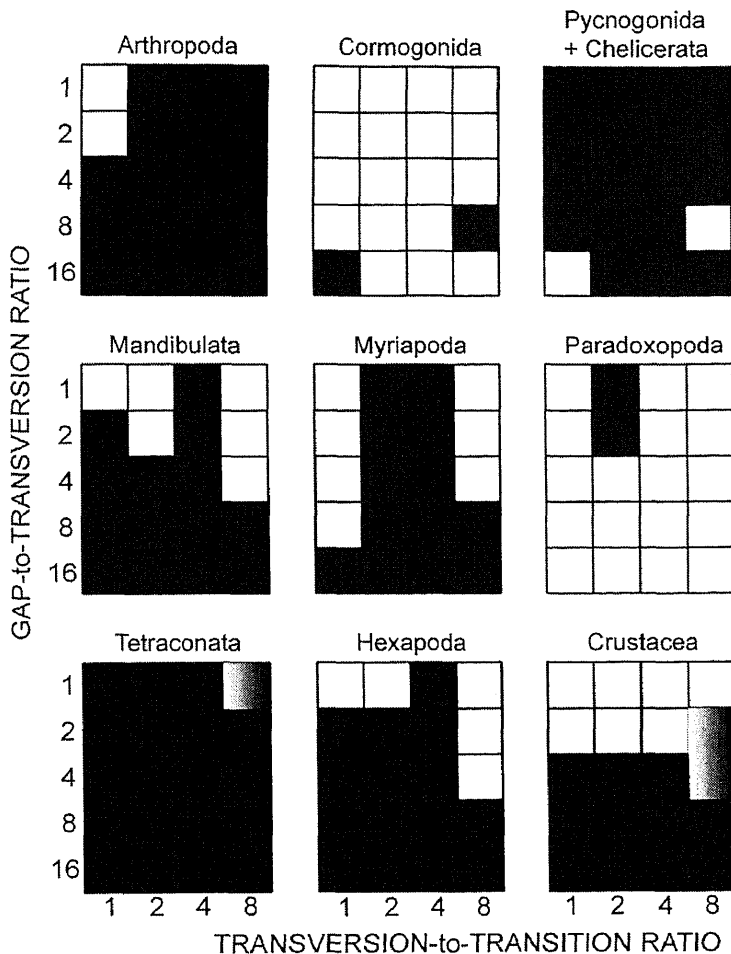 Arthropoda
Cormogonida
Pycnogonida
+ Chelicerata
1
2
4
8
16
Mandibulata
Myriapoda
Paradoxopoda
1
2
4
8
16
Tetraconata
Hexapoda
Crustacea
1
2
4
8
16
1 2 4 8
1 2 4 8
1 2 4 8
GAP-to-TRANSVERSION RATIO
TRANSVERSION-to-TRANSITION RATIO